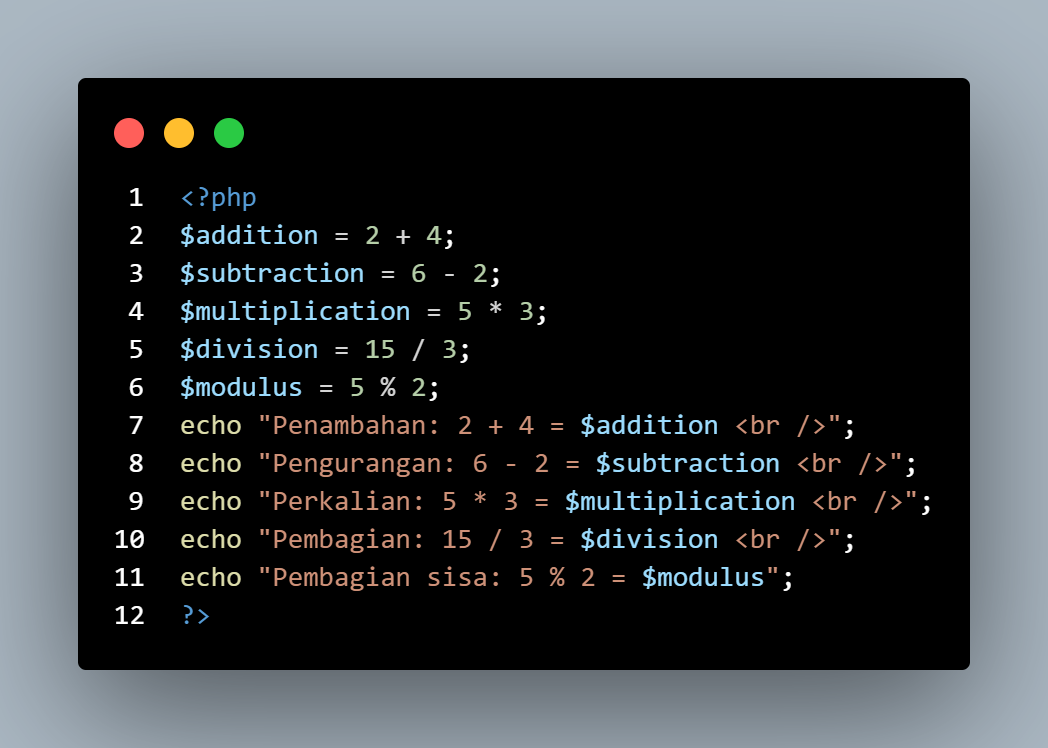 1 <?php
2 $addition = 2 + 4;
3 $subtraction = 6 - 2;
4 $multiplication = 5 * 3;
5 $division = 15 / 3;
6 $modulus = 5 % 2;
7 echo "Penambahan: 2 + 4 = $addition <br />";
8 echo "Pengurangan: 6 - 2 = $subtraction <br />";
9 echo "Perkalian: 5 * 3 = $multiplication <br />";
10 echo "Pembagian: 15 / 3 = $division <br />";
11 echo "Pembagian sisa: 5 % 2 = $modulus";
12 ?>